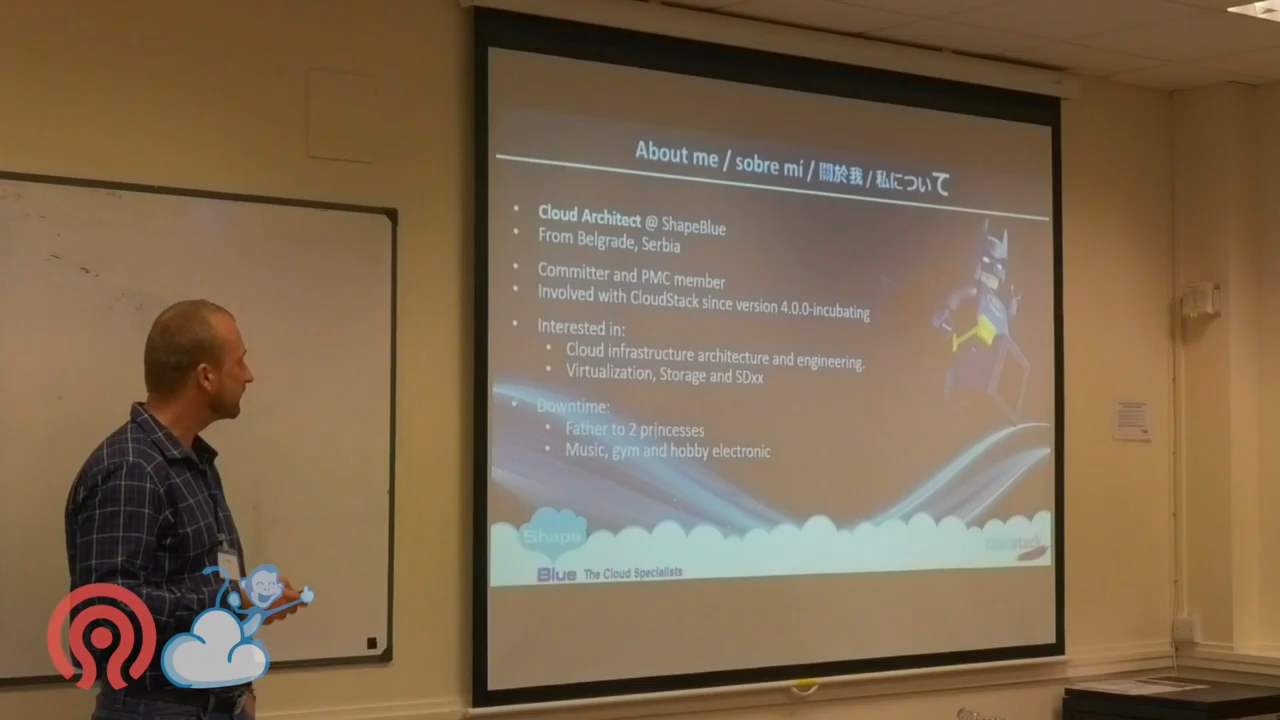 About me / sobre mí / 關於我 / 私について
• Cloud Architect @ ShapeBlue
• From Belgrade, Serbia
• Committer and PMC member
• Involved with CloudStack since version 4.0.0-incubating
• Interested in:
• Cloud infrastructure architecture and engineering.
• Virtualization, Storage and SDxx
• Downtime:
• Father to 2 princesses
• Music, gym and hobby electronic
Shape
Blue The Cloud Specialists